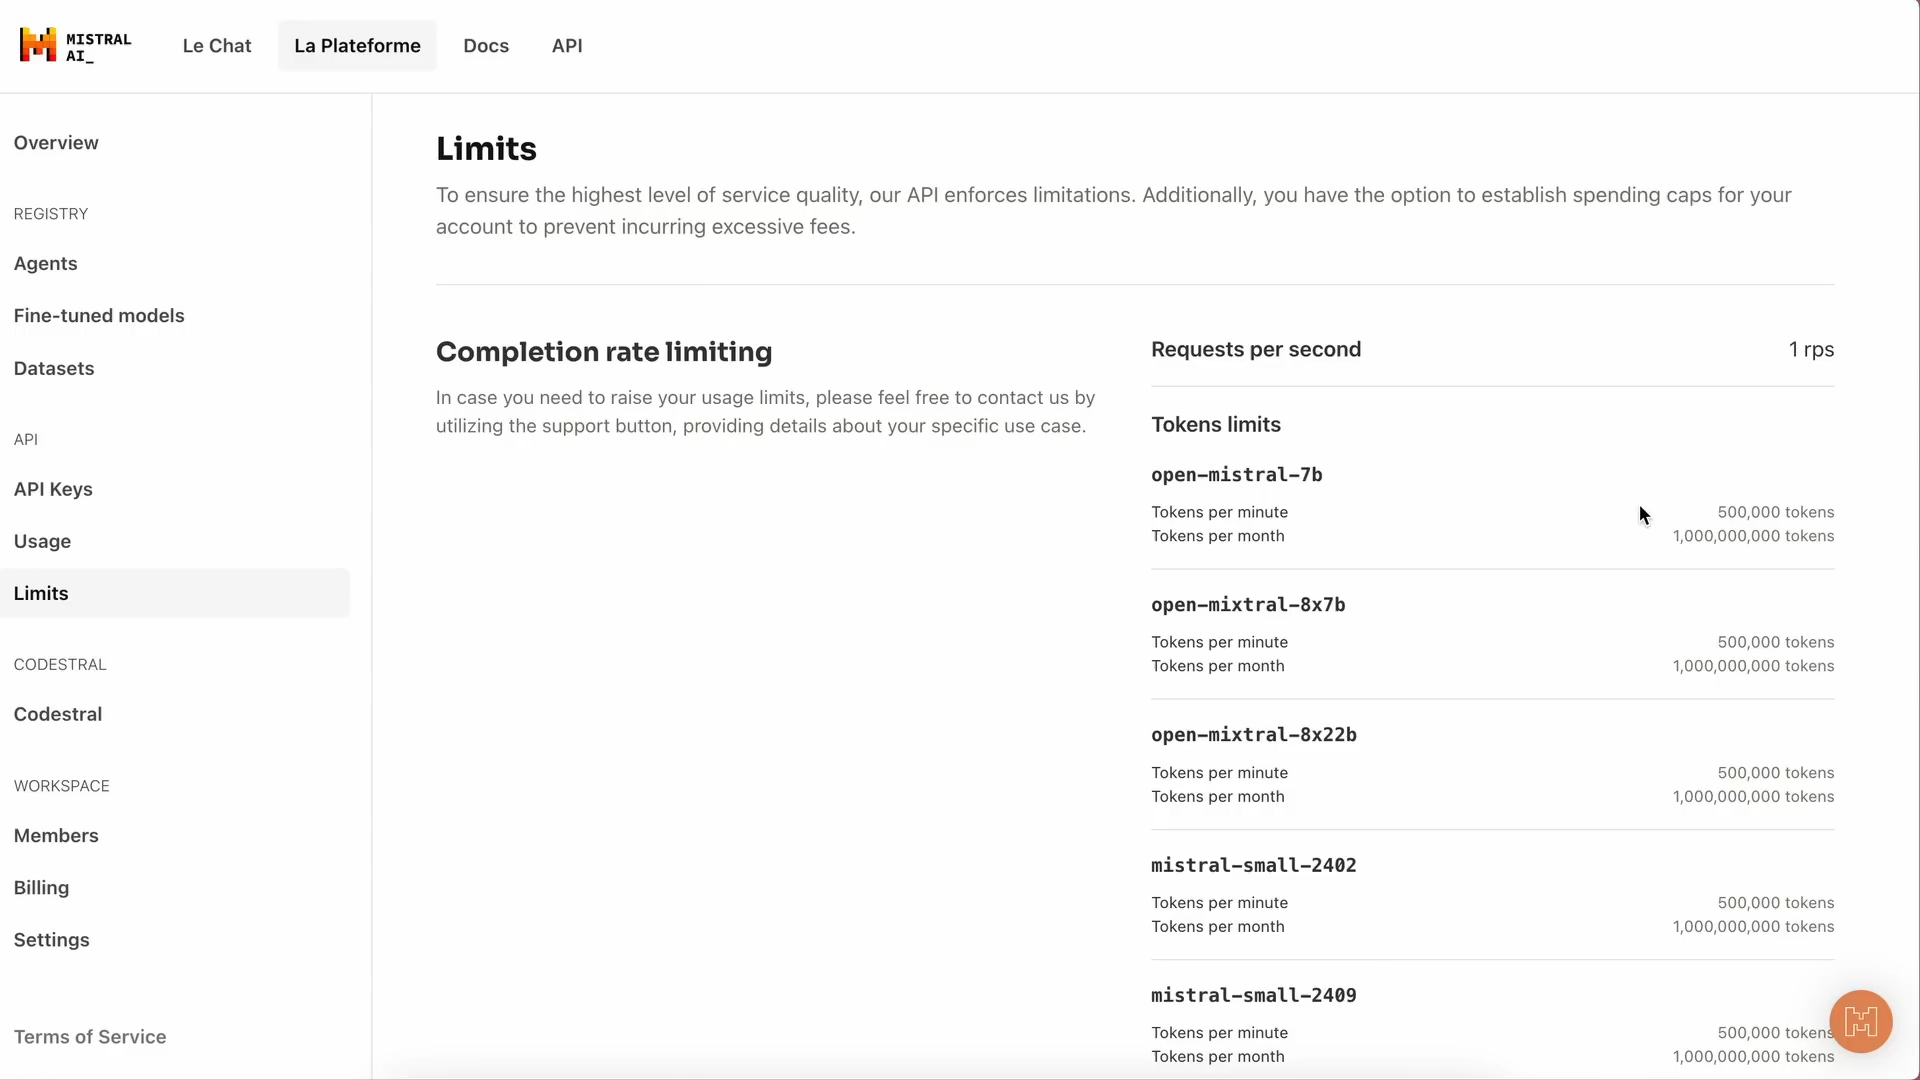 MISTRAL
AI_
Le Chat
La Plateforme
Docs
API
Overview
REGISTRY
Agents
Fine-tuned models
Datasets
API
API Keys
Usage
Limits
CODESTRAL
Codestral
WORKSPACE
Members
Billing
Settings
Terms of Service
Limits
To ensure the highest level of service quality, our API enforces limitations. Additionally, you have the option to establish spending caps for your
account to prevent incurring excessive fees.
Completion rate limiting
In case you need to raise your usage limits, please feel free to contact us by
utilizing the support button, providing details about your specific use case.
Requests per second 1 rps
Tokens limits
open-mistral-7b
Tokens per minute 500,000 tokens
Tokens per month 1,000,000,000 tokens
open-mixtral-8x7b
Tokens per minute 500,000 tokens
Tokens per month 1,000,000,000 tokens
open-mixtral-8x22b
Tokens per minute 500,000 tokens
Tokens per month 1,000,000,000 tokens
mistral-small-2402
Tokens per minute 500,000 tokens
Tokens per month 1,000,000,000 tokens
mistral-small-2409
Tokens per minute 500,000 tokens
Tokens per month 1,000,000,000 tokens